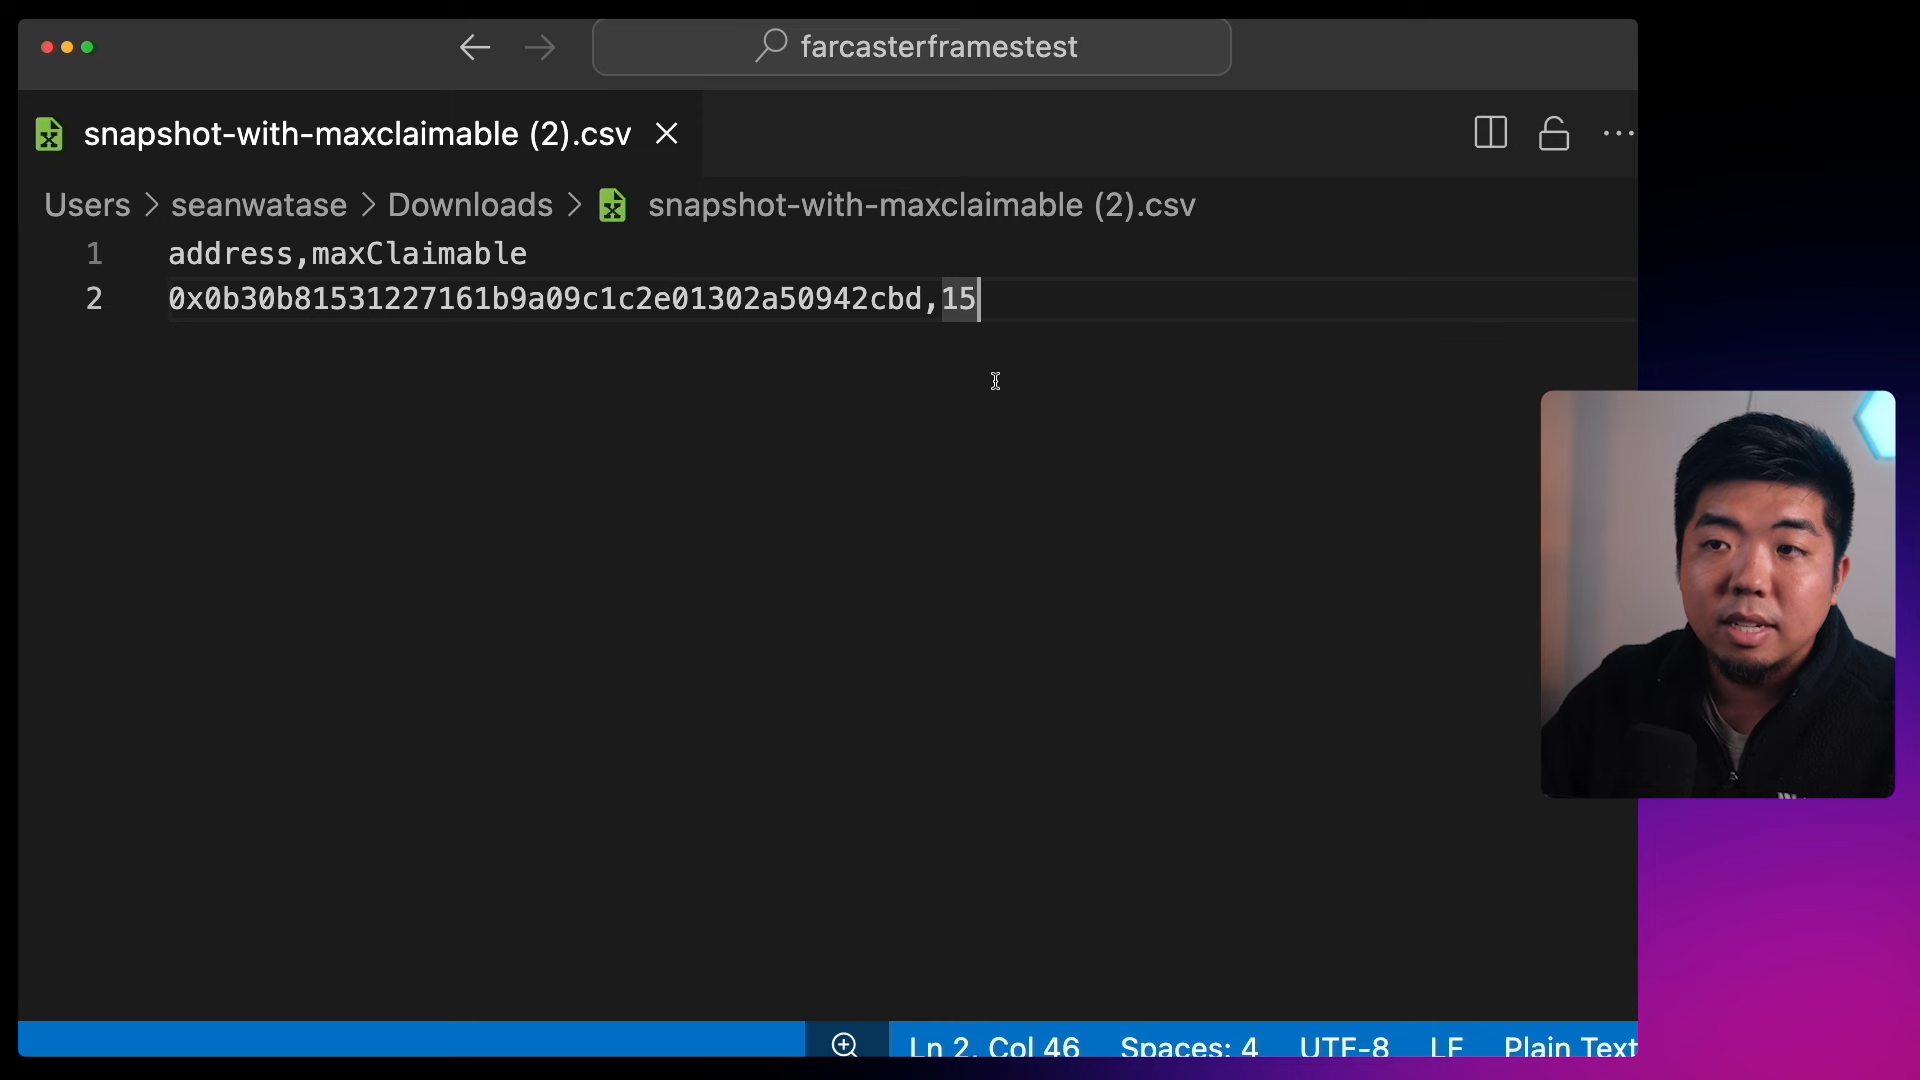 farcasterframestest
snapshot-with-maxclaimable (2).csv
Users > seanwatase > Downloads > snapshot-with-maxclaimable (2).csv
1 address,maxClaimable
2 0x0b30b81531227161b9a09c1c2e01302a50942cbd,15
Ln 2, Col 46 Spaces: 4 UTF-8 LF Plain Text